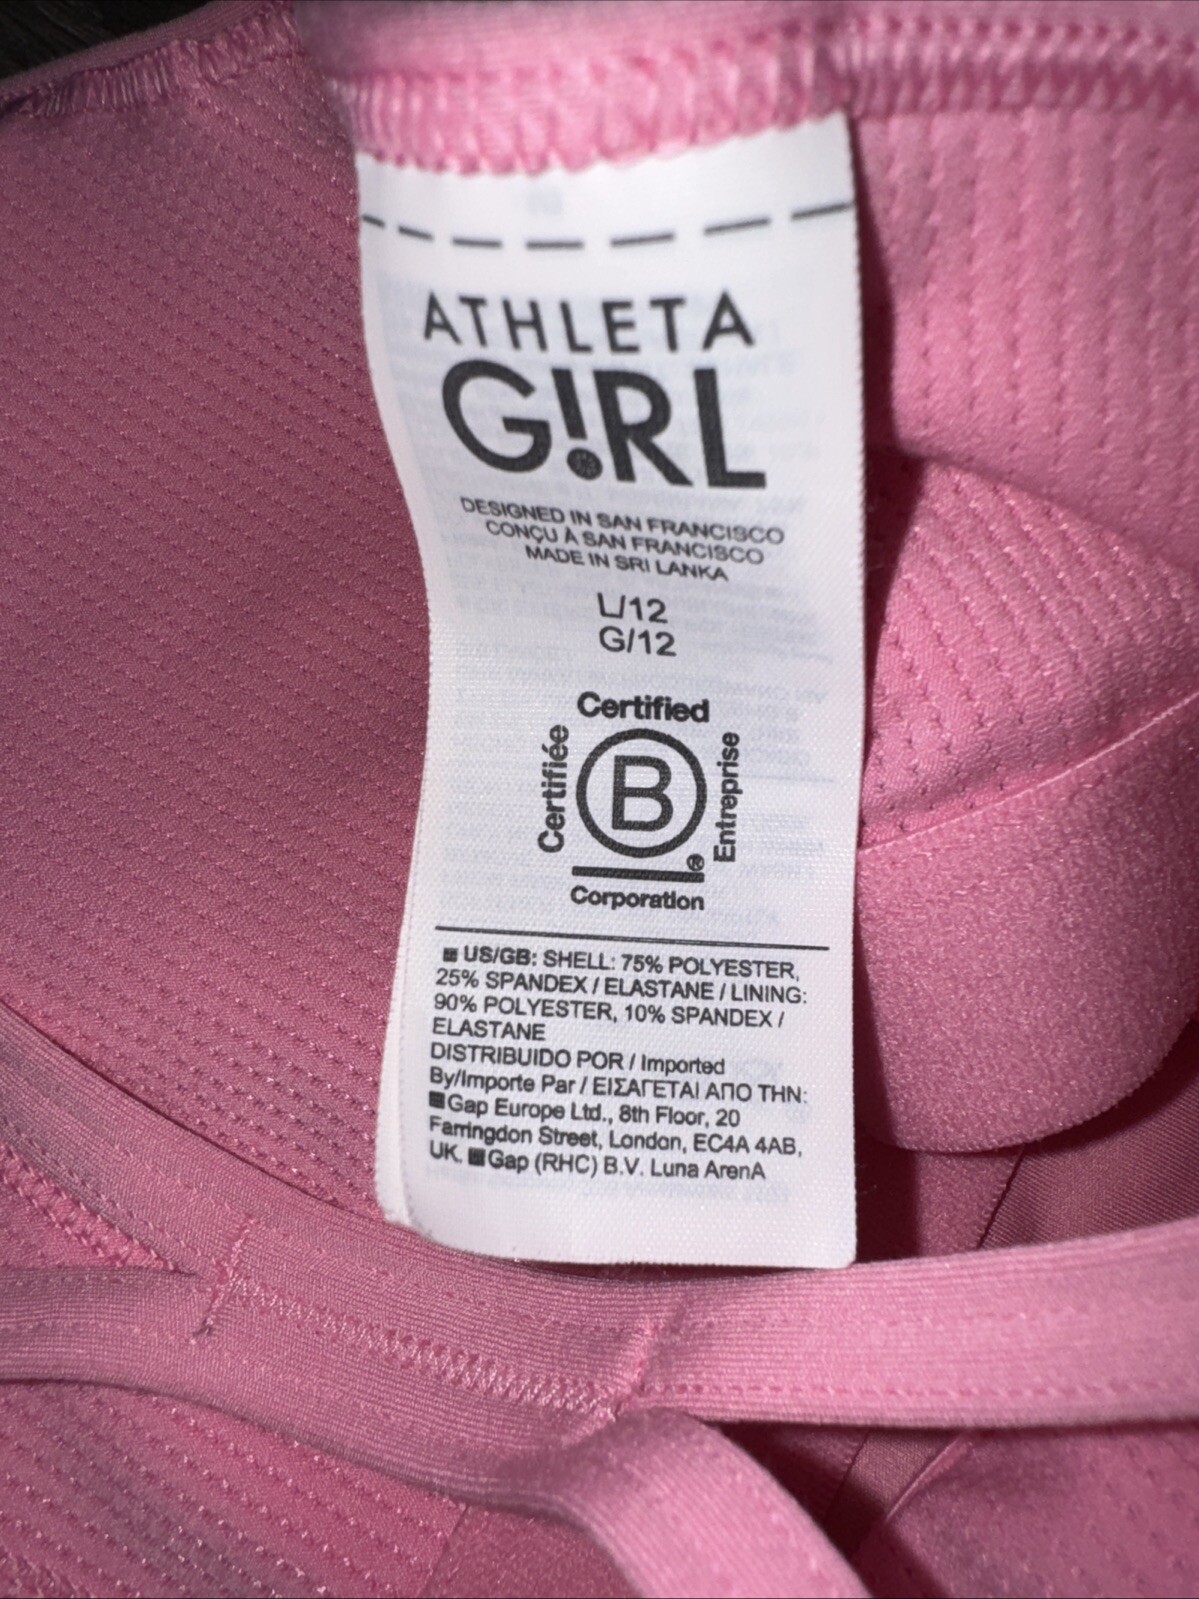 ATHLETA
G!RL
DESIGNED IN SAN FRANCISCO
CONÇU À SAN FRANCISCO
MADE IN SRI LANKA
L/12
G/12
Certified
Certifiée
B
Entreprise
®
Corporation
US/GB: SHELL: 75% POLYESTER,
25% SPANDEX / ELASTANE / LINING:
90% POLYESTER, 10% SPANDEX /
ELASTANE
DISTRIBUIDO POR / Imported
By/Importe Par / ΕΙΣΑΓΕΤΑΙ ΑΠΟ ΤΗΝ:
Gap Europe Ltd., 8th Floor, 20
Farringdon Street, London, EC4A 4AB,
UK. Gap (RHC) B.V. Luna ArenA